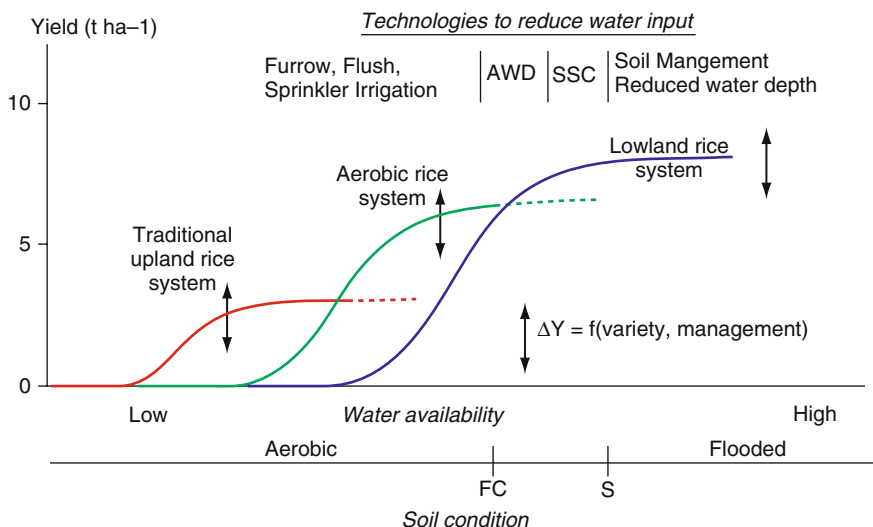 Technologies to reduce water input
Yield (t ha–1)
Furrow, Flush,
Sprinkler Irrigation
AWD
SSC
Soil Mangement
Reduced water depth
10
Lowland rice
system
Aerobic rice
system
Traditional
upland rice
system
5
ΔY = f(variety, management)
0
Low
Water availability
High
Aerobic
Flooded
FC
S
Soil condition